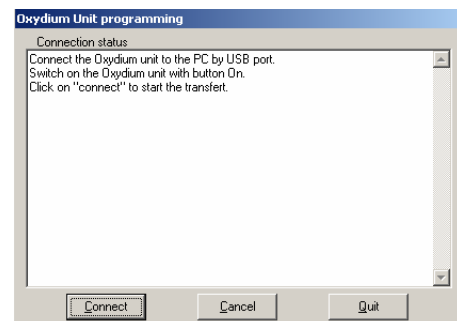 Oxydium Unit programming
Connection status
Connect the Oxydium unit to the PC by USB port.
Switch on the Oxydium unit with button On.
Click on "connect" to start the transfert.
Connect Cancel Quit